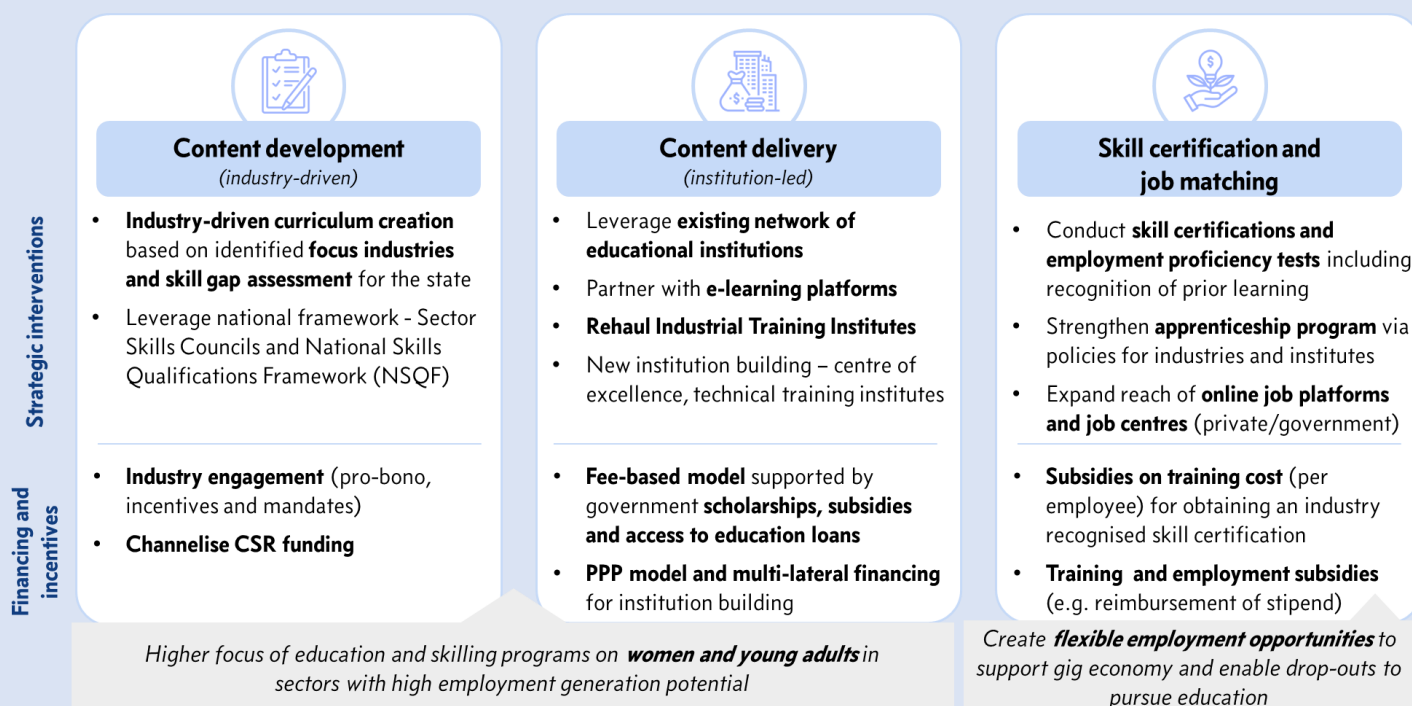 Content development
(industry-driven)
Strategic interventions
• Industry-driven curriculum creation
based on identified focus industries
and skill gap assessment for the state
• Leverage national framework - Sector
Skills Councils and National Skills
Qualifications Framework (NSQF)
Financing and
incentives
• Industry engagement (pro-bono,
incentives and mandates)
• Channelise CSR funding
Content delivery
(institution-led)
• Leverage existing network of
educational institutions
• Partner with e-learning platforms
• Rehaul Industrial Training Institutes
• New institution building – centre of
excellence, technical training institutes
• Fee-based model supported by
government scholarships, subsidies
and access to education loans
• PPP model and multi-lateral financing
for institution building
Skill certification and
job matching
• Conduct skill certifications and
employment proficiency tests including
recognition of prior learning
• Strengthen apprenticeship program via
policies for industries and institutes
• Expand reach of online job platforms
and job centres (private/government)
• Subsidies on training cost (per
employee) for obtaining an industry
recognised skill certification
• Training and employment subsidies
(e.g. reimbursement of stipend)
Higher focus of education and skilling programs on women and young adults in
sectors with high employment generation potential
Create flexible employment opportunities to
support gig economy and enable drop-outs to
pursue education